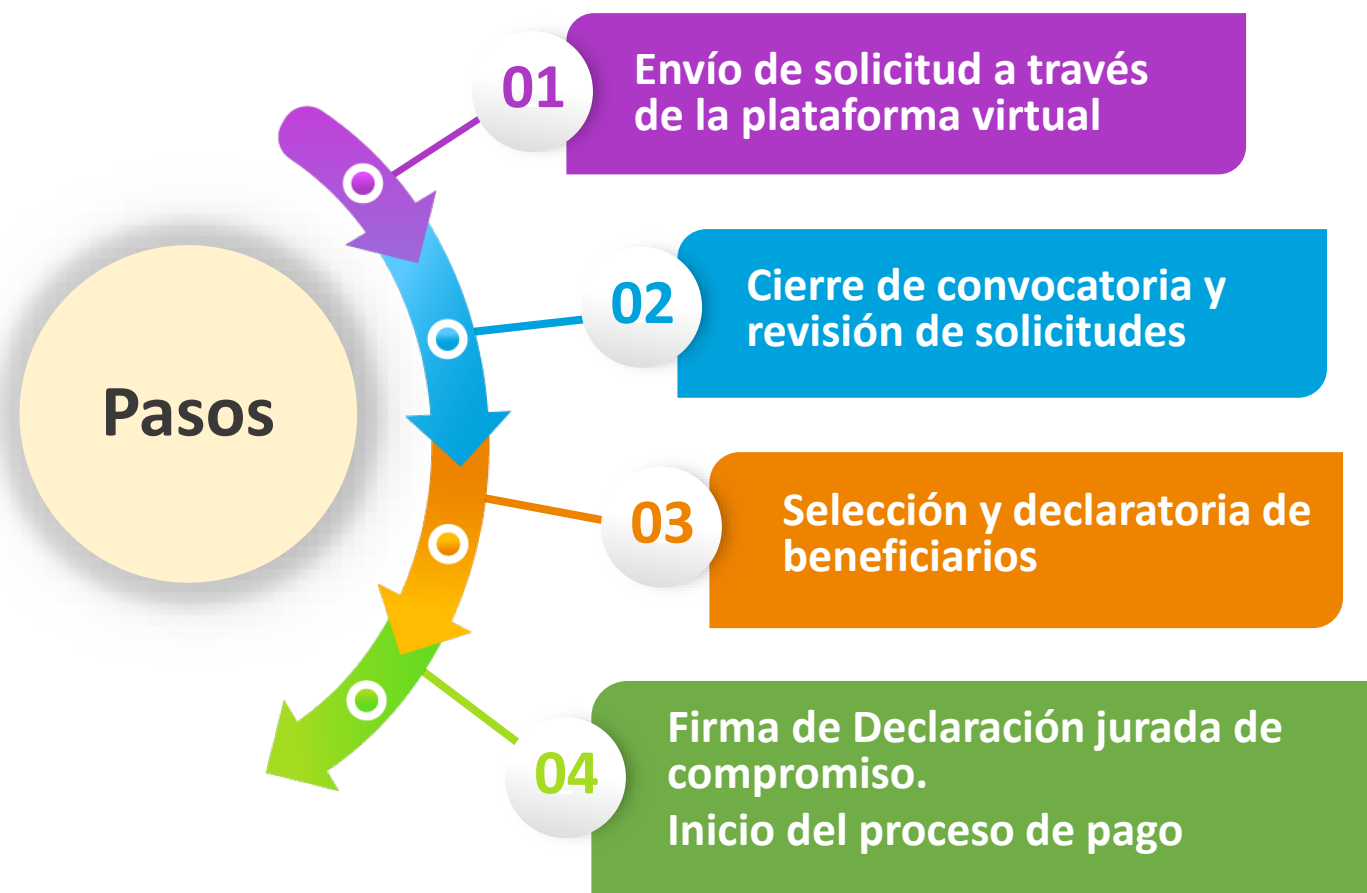 Pasos
01
Envío de solicitud a través
de la plataforma virtual
02
Cierre de convocatoria y
revisión de solicitudes
03
Selección y declaratoria de
beneficiarios
04
Firma de Declaración jurada de
compromiso.
Inicio del proceso de pago